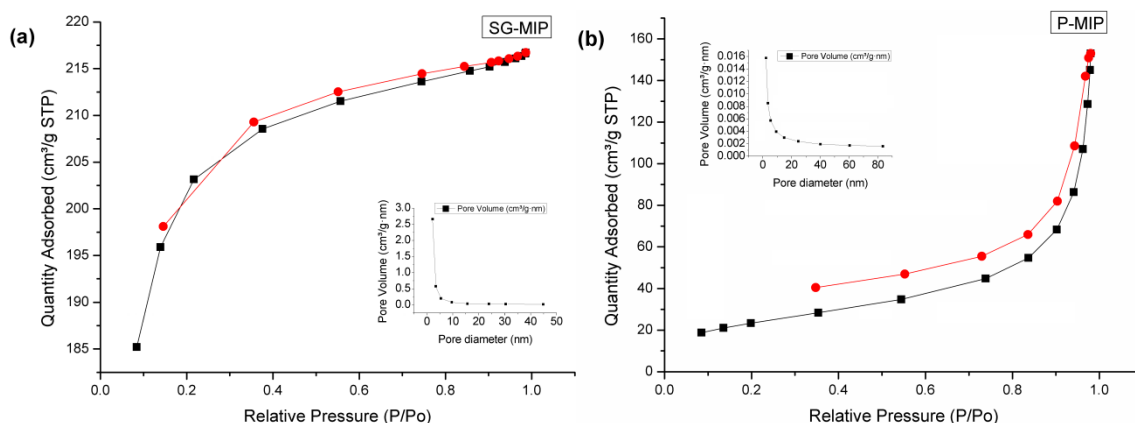 (a)
SG-MIP
Quantity Adsorbed (cm³/g STP)
220
215
210
205
200
195
190
185
0.0 0.2 0.4 0.6 0.8 1.0
Relative Pressure (P/Po)
Pore Volume (cm³/g·nm)
Pore Volume (cm³/g·nm)
3.0
2.5
2.0
1.5
1.0
0.5
0.0
0 10 20 30 40 50
Pore diameter (nm)
(b)
P-MIP
Quantity Adsorbed (cm³/g STP)
160
140
120
100
80
60
40
20
0
0.0 0.2 0.4 0.6 0.8 1.0
Relative Pressure (P/Po)
Pore Volume (cm³/g·nm)
Pore Volume (cm³/g·nm)
0.016
0.014
0.012
0.010
0.008
0.006
0.004
0.002
0.000
0 20 40 60 80
Pore diameter (nm)